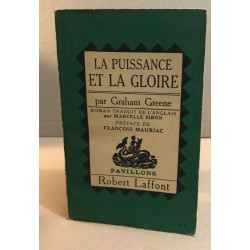 LA PUISSANCE
ET LA GLOIRE
par Graham Greene
ROMAN TRADUIT DE L'ANGLAIS
par MARCELLE SIBON
PRÉFACE DE
FRANÇOIS MAURIAC
PAVILLONS
Robert Laffont